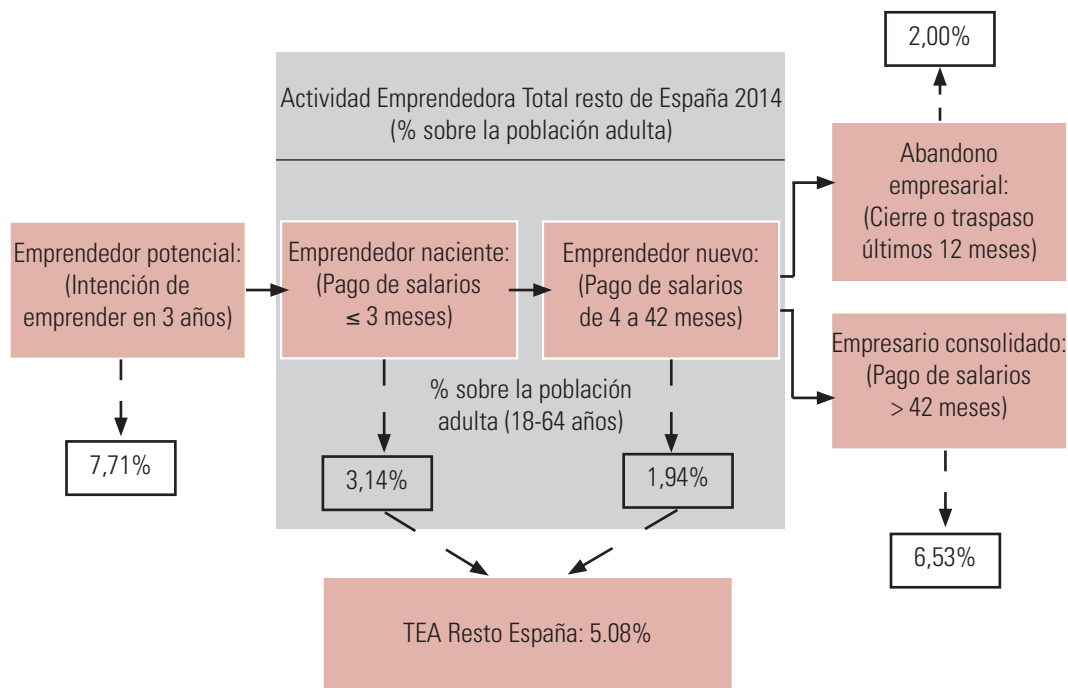 2,00%
Actividad Emprendedora Total resto de España 2014
(% sobre la población adulta)
Abandono
empresarial:
(Cierre o traspaso
últimos 12 meses)
Emprendedor potencial:
(Intención de
emprender en 3 años)
Emprendedor naciente:
(Pago de salarios
≤ 3 meses)
Emprendedor nuevo:
(Pago de salarios
de 4 a 42 meses)
Empresario consolidado:
(Pago de salarios
> 42 meses)
% sobre la población
adulta (18-64 años)
7,71%
3,14%
1,94%
6,53%
TEA Resto España: 5.08%